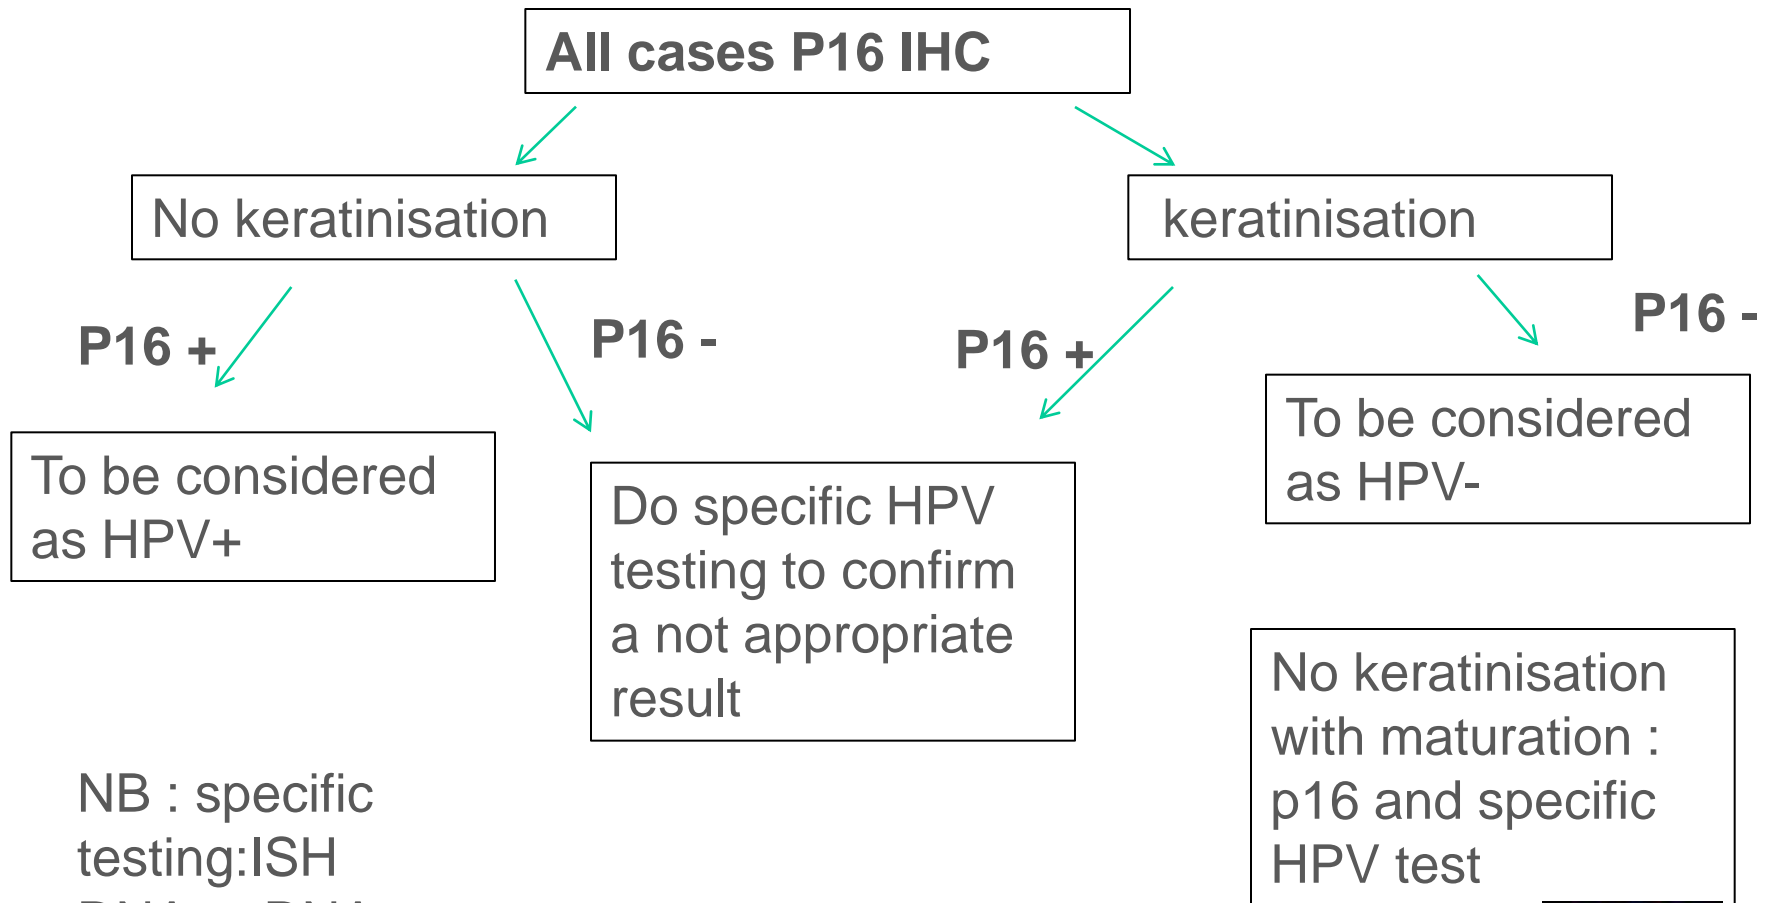 All cases P16 IHC
No keratinisation
keratinisation
P16 +
P16 -
P16 +
P16 -
To be considered
as HPV+
Do specific HPV
testing to confirm
a not appropriate
result
To be considered
as HPV-
No keratinisation
with maturation :
p16 and specific
HPV test
NB : specific
testing:ISH